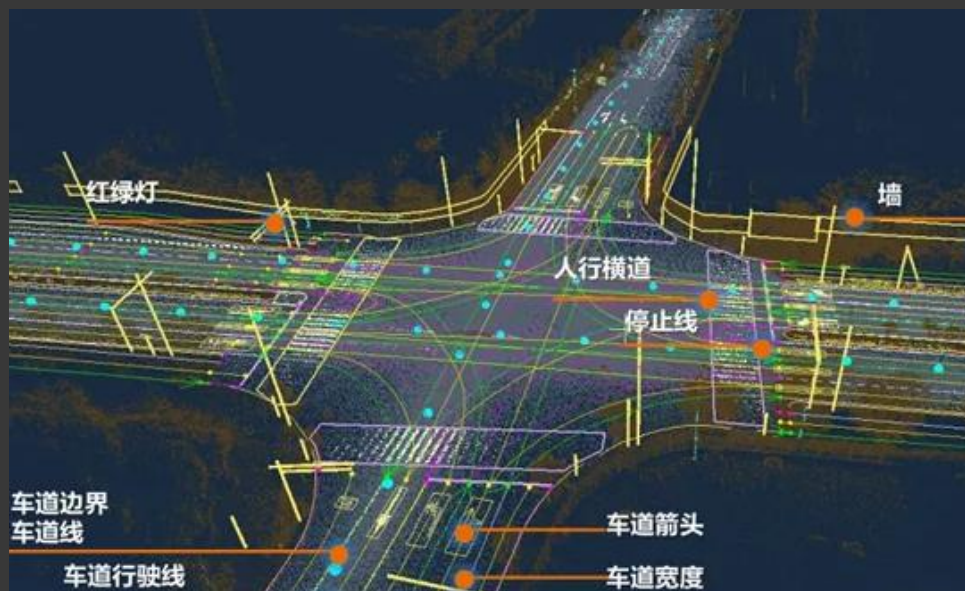 红绿灯
墙
人行横道
停止线
车道边界
车道线
车道箭头
车道行驶线
车道宽度